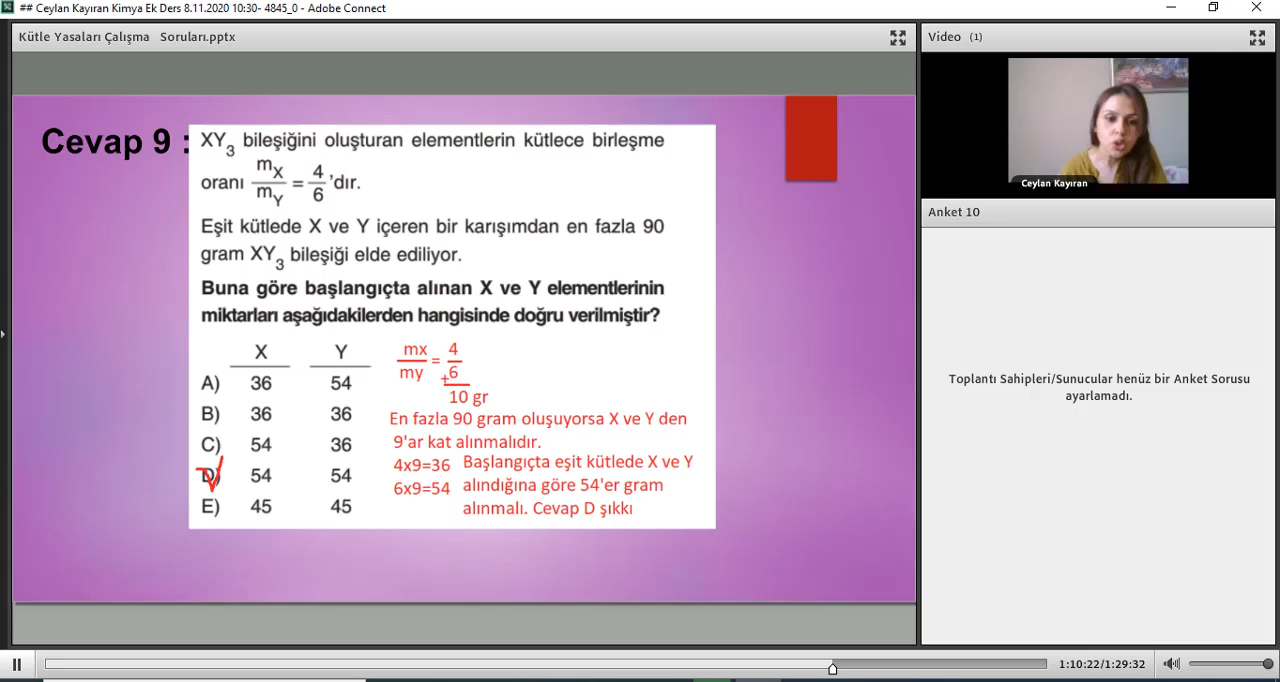 ## Ceylan Kayıran Kimya Ek Ders 8.11.2020 10:30- 4845_0 - Adobe Connect
Kütle Yasaları Çalışma Soruları.pptx
Cevap 9 :
XY3 bileşiğini oluşturan elementlerin kütlece birleşme
oranı mX/mY = 4/6 'dır.
Eşit kütlede X ve Y içeren bir karışımdan en fazla 90
gram XY3 bileşiği elde ediliyor.
Buna göre başlangıçta alınan X ve Y elementlerinin
miktarları aşağıdakilerden hangisinde doğru verilmiştir?
X Y
A) 36 54
B) 36 36
C) 54 36
D) 54 54
E) 45 45
mx/my = 4/6
+
10 gr
En fazla 90 gram oluşuyorsa X ve Y den
9'ar kat alınmalıdır.
4x9=36
6x9=54
Başlangıçta eşit kütlede X ve Y
alındığına göre 54'er gram
alınmalı. Cevap D şıkkı
Video (1)
Ceylan Kayıran
Anket 10
Toplantı Sahipleri/Sunucular henüz bir Anket Sorusu
ayarlamadı.
1:10:22/1:29:32